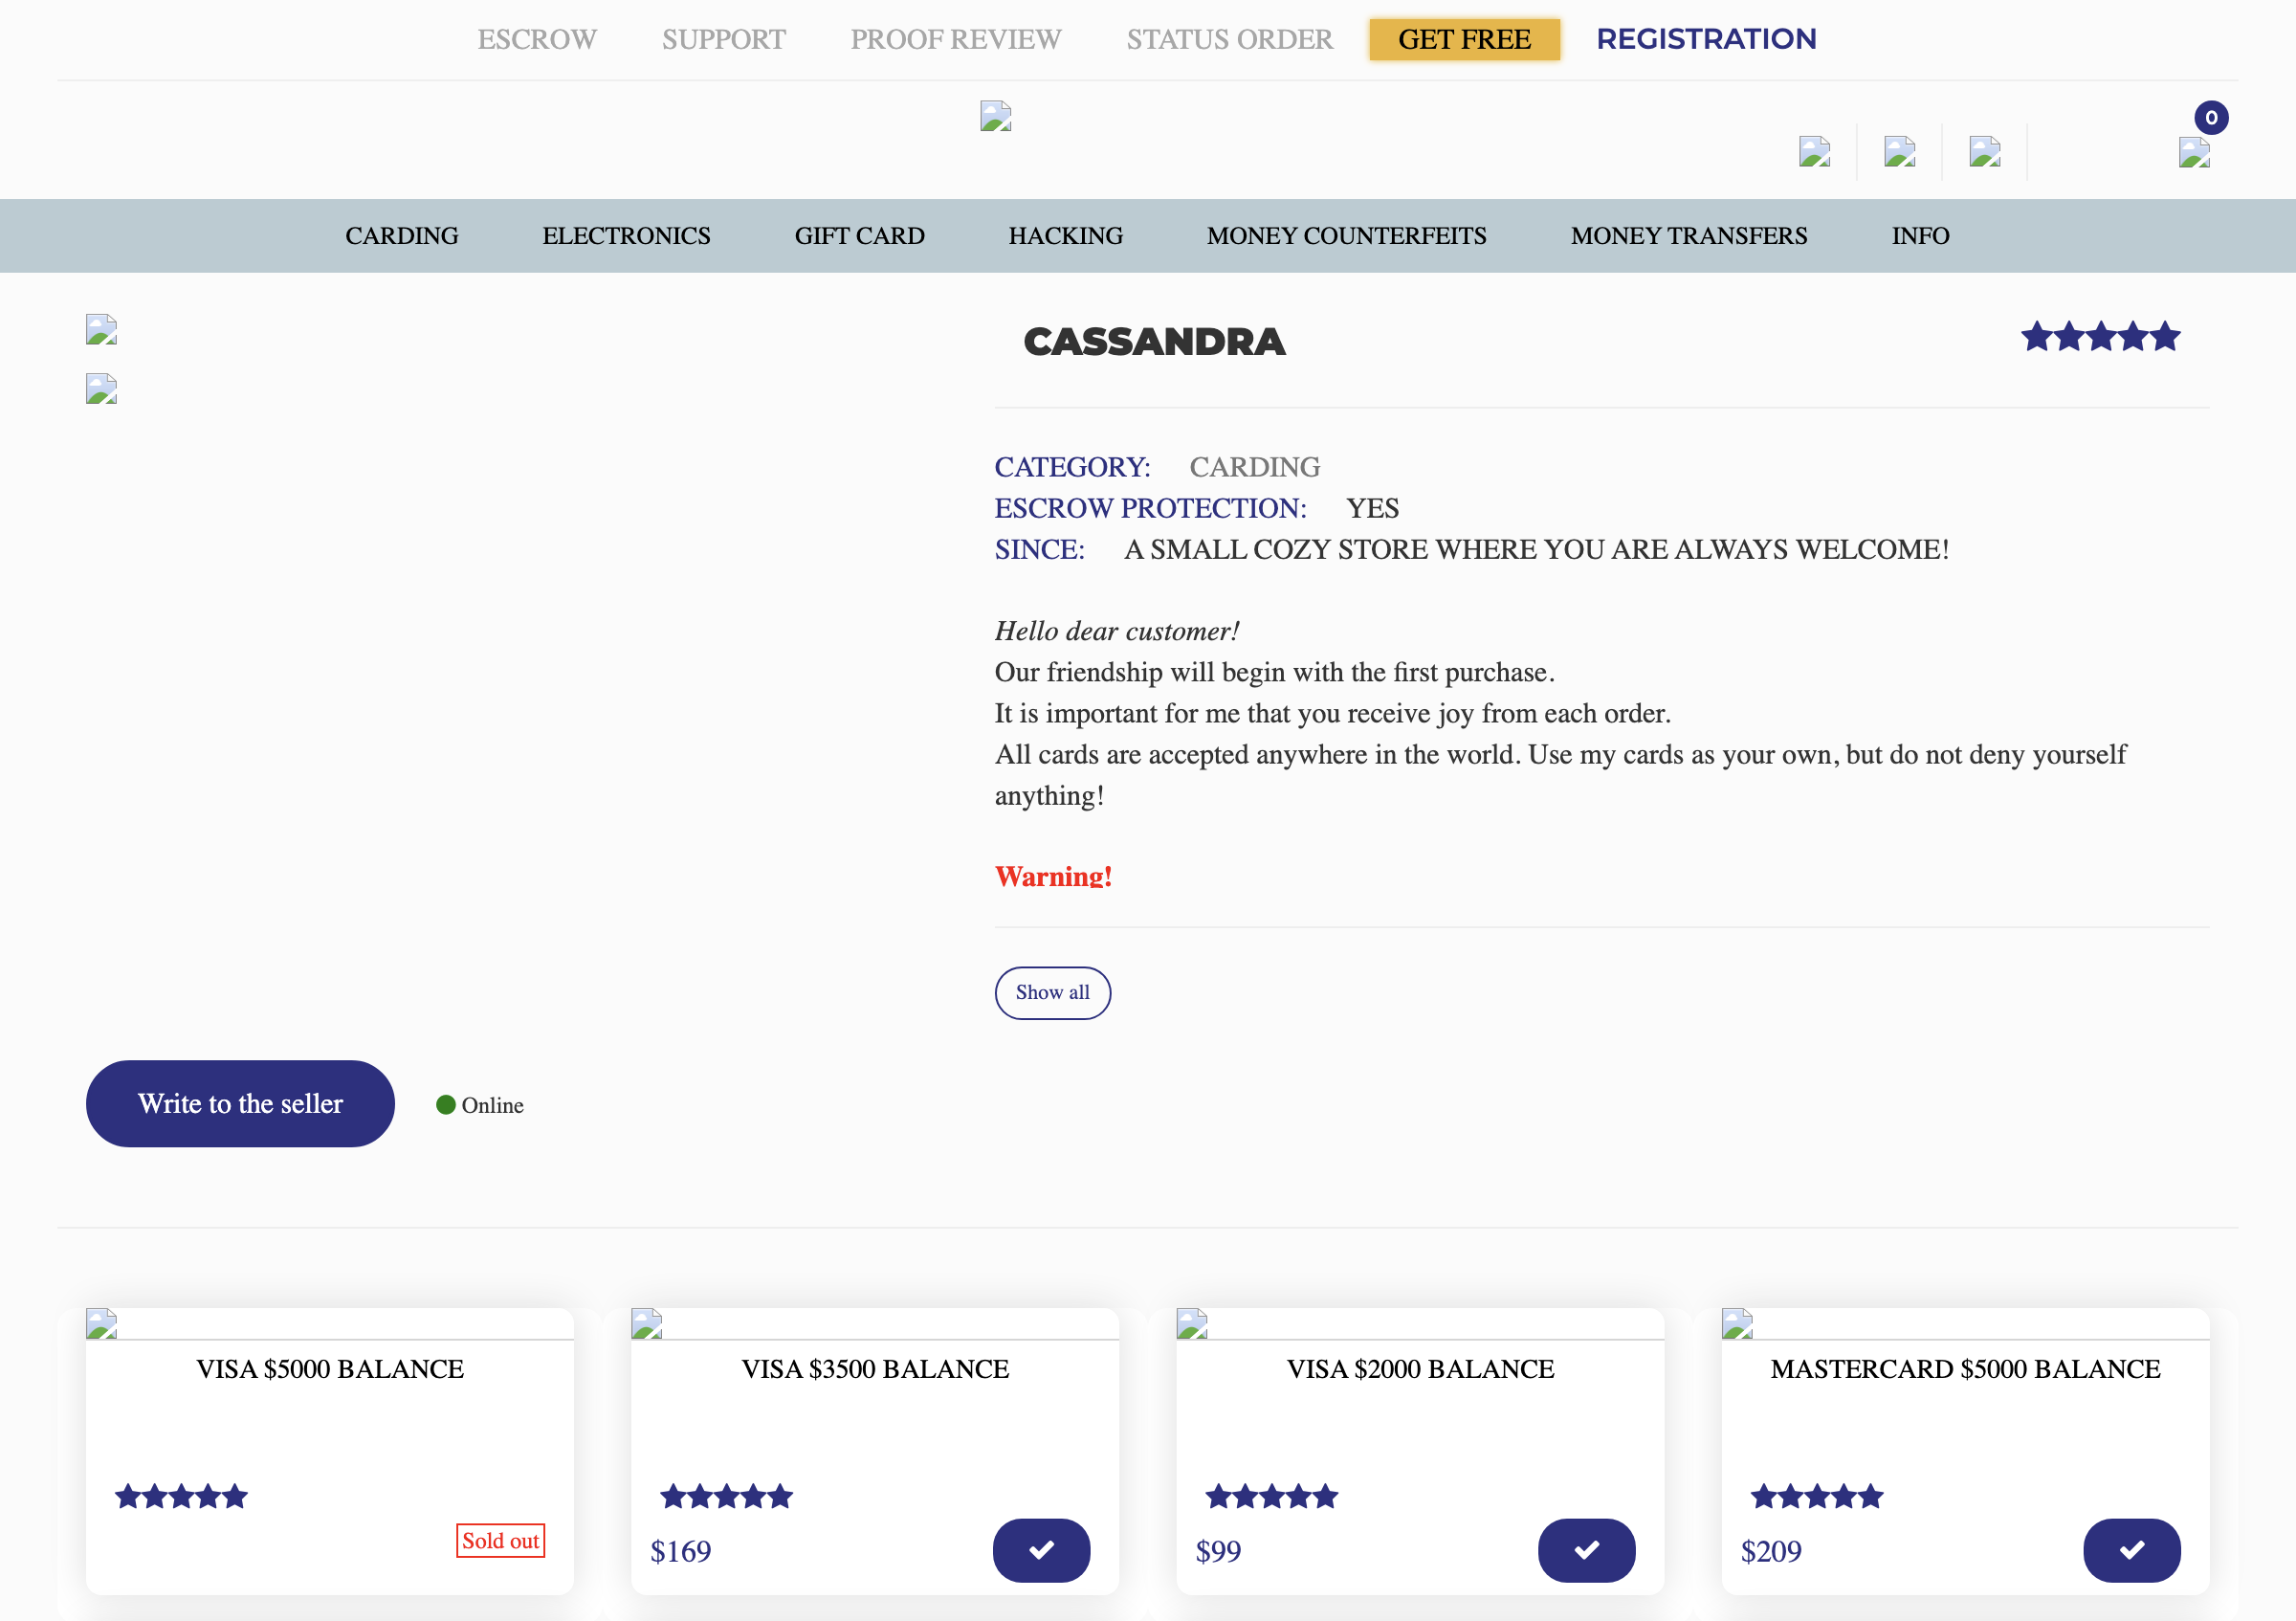 ESCROW SUPPORT PROOF REVIEW STATUS ORDER GET FREE REGISTRATION
0
CARDING ELECTRONICS GIFT CARD HACKING MONEY COUNTERFEITS MONEY TRANSFERS INFO
CASSANDRA
CATEGORY: CARDING
ESCROW PROTECTION: YES
SINCE: A SMALL COZY STORE WHERE YOU ARE ALWAYS WELCOME!
Hello dear customer!
Our friendship will begin with the first purchase.
It is important for me that you receive joy from each order.
All cards are accepted anywhere in the world. Use my cards as your own, but do not deny yourself
anything!
Warning!
Show all
Write to the seller Online
VISA $5000 BALANCE VISA $3500 BALANCE VISA $2000 BALANCE MASTERCARD $5000 BALANCE
Sold out $169 $99 $209